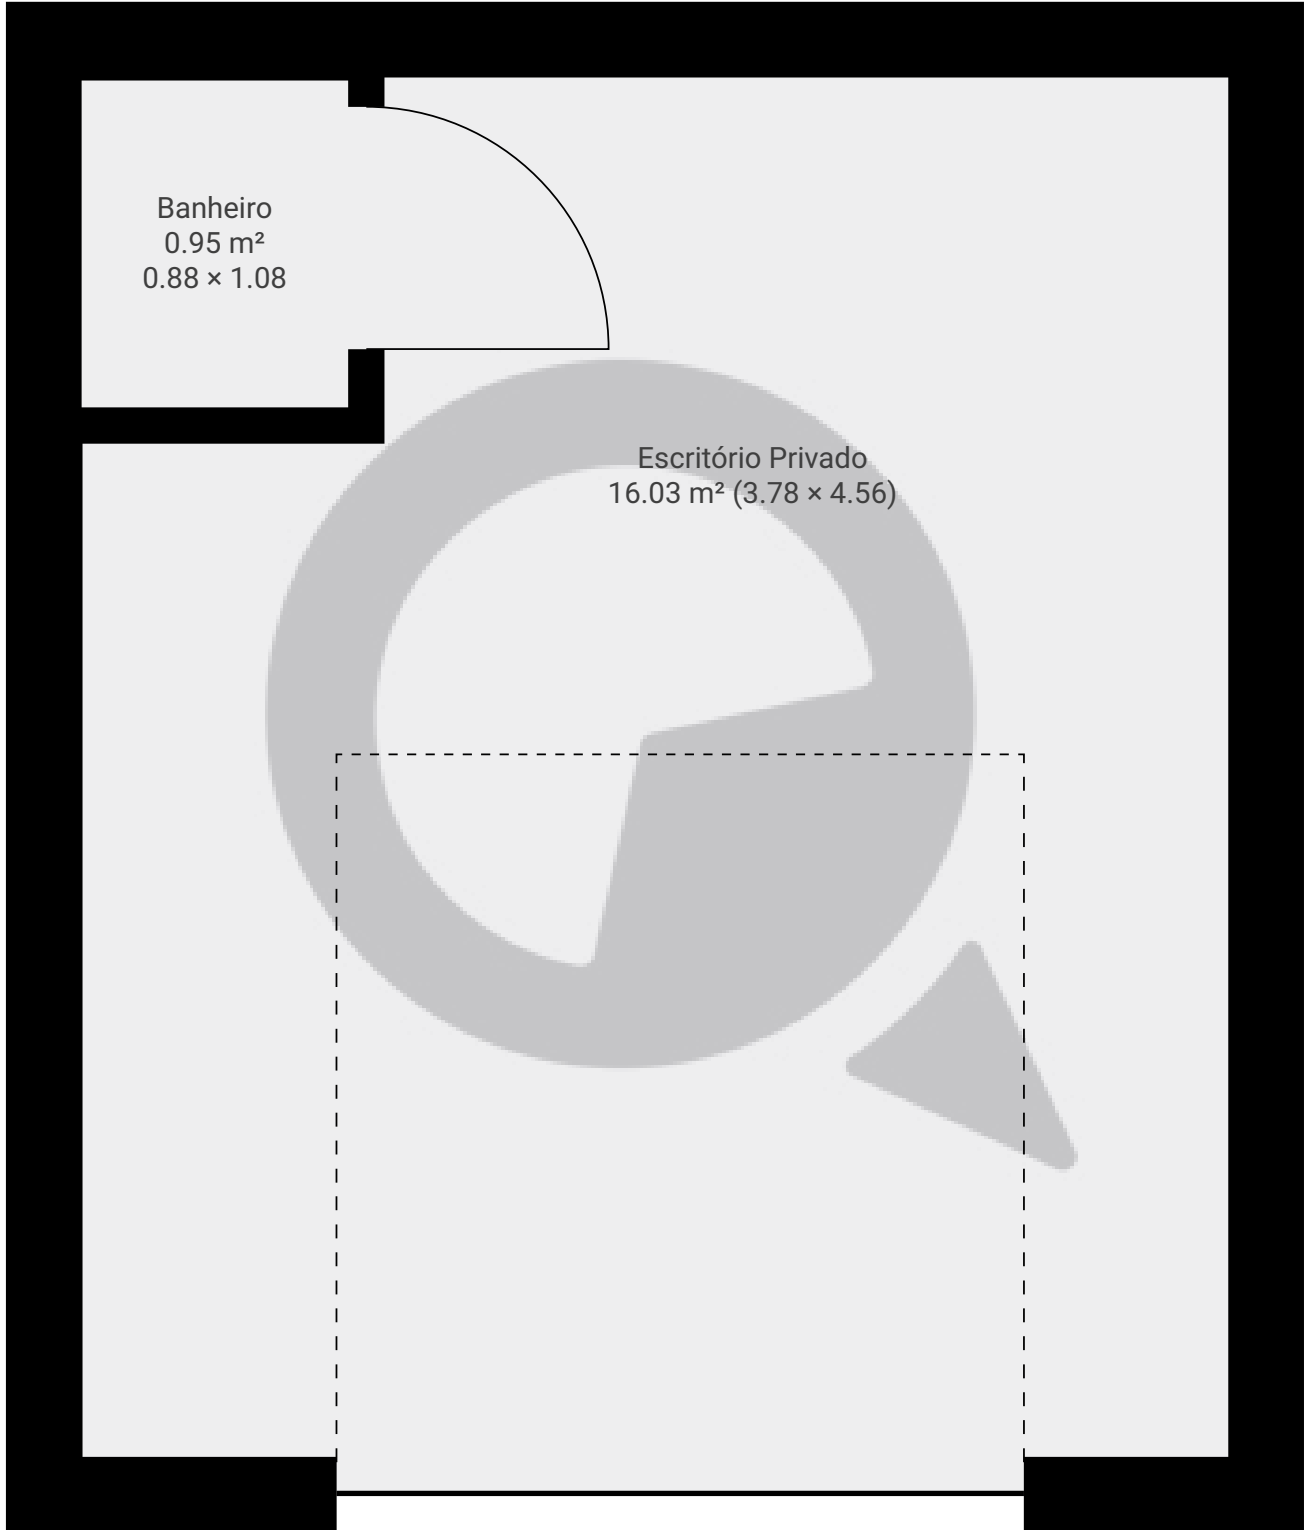 Banheiro
0.95 m²
0.88 × 1.08
Escritório Privado
16.03 m² (3.78 × 4.56)